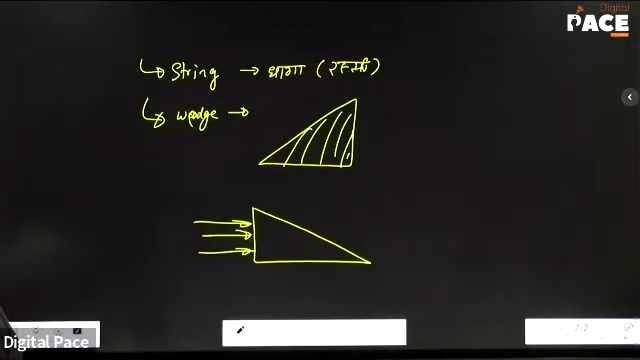 Digital
PACE
↳ String → धागा (रस्सी)
↳ wedge →
Digital Pace